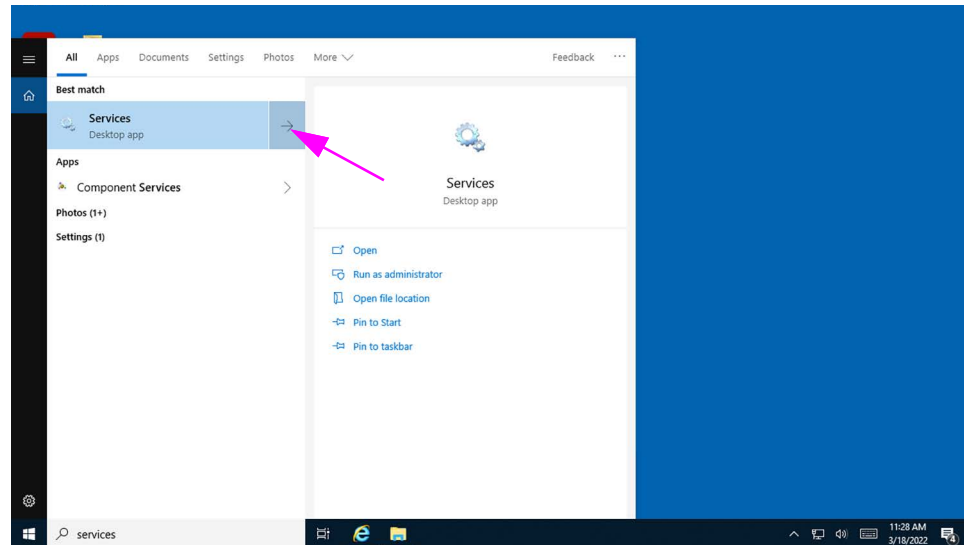 All Apps Documents Settings Photos More Feedback ...
Best match
Services
Desktop app
Apps
Component Services
Photos (1+)
Settings (1)
Services
Desktop app
Open
Run as administrator
Open file location
Pin to Start
Pin to taskbar
services
11:28 AM
3/18/2022
4